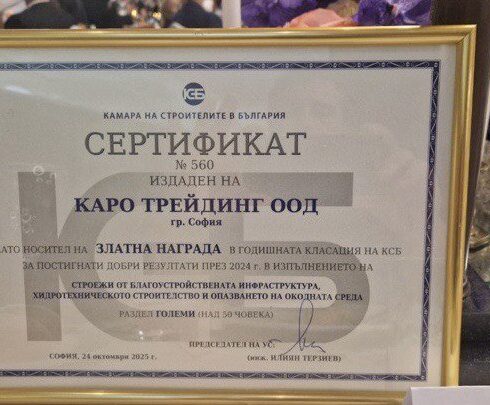 КСБ
КАМАРА НА СТРОИТЕЛИТЕ В БЪЛГАРИЯ
СЕРТИФИКАТ
№ 560
ИЗДАДЕН НА
КАРО ТРЕЙДИНГ ООД
гр. София
НОСИТЕЛ НА ЗЛАТНА НАГРАДА В ГОДИШНАТА КЛАСАЦИЯ НА КСБ
ЗА ПОСТИГНАТИ ДОБРИ РЕЗУЛТАТИ ПРЕЗ 2024 г. В ИЗПЪЛНЕНИЕТО НА
СТРОЕЖИ ОТ БЛАГОУСТРОЙСТВЕНАТА ИНФРАСТРУКТУРА,
ХИДРОТЕХНИЧЕСКОТО СТРОИТЕЛСТВО И ОПАЗВАНЕТО НА ОКОЛНАТА СРЕДА
РАЗДЕЛ ГОЛЕМИ (НАД 50 ЧОВЕКА)
ПРЕДСЕДАТЕЛ НА УС:
СОФИЯ, 24 октомври 2025 г.
(инж. ИЛИЯН ТЕРЗИЕВ)